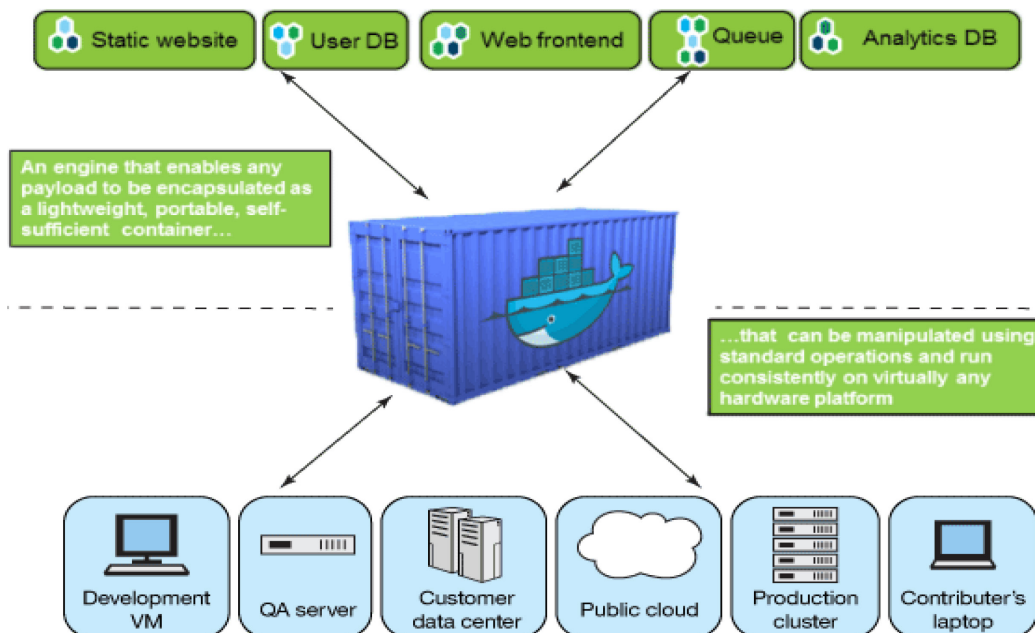 Static website
User DB
Web frontend
Queue
Analytics DB
An engine that enables any
payload to be encapsulated as
a lightweight, portable, self-
sufficient container...
...that can be manipulated using
standard operations and run
consistently on virtually any
hardware platform
Development
VM
QA server
Customer
data center
Public cloud
Production
cluster
Contributer's
laptop